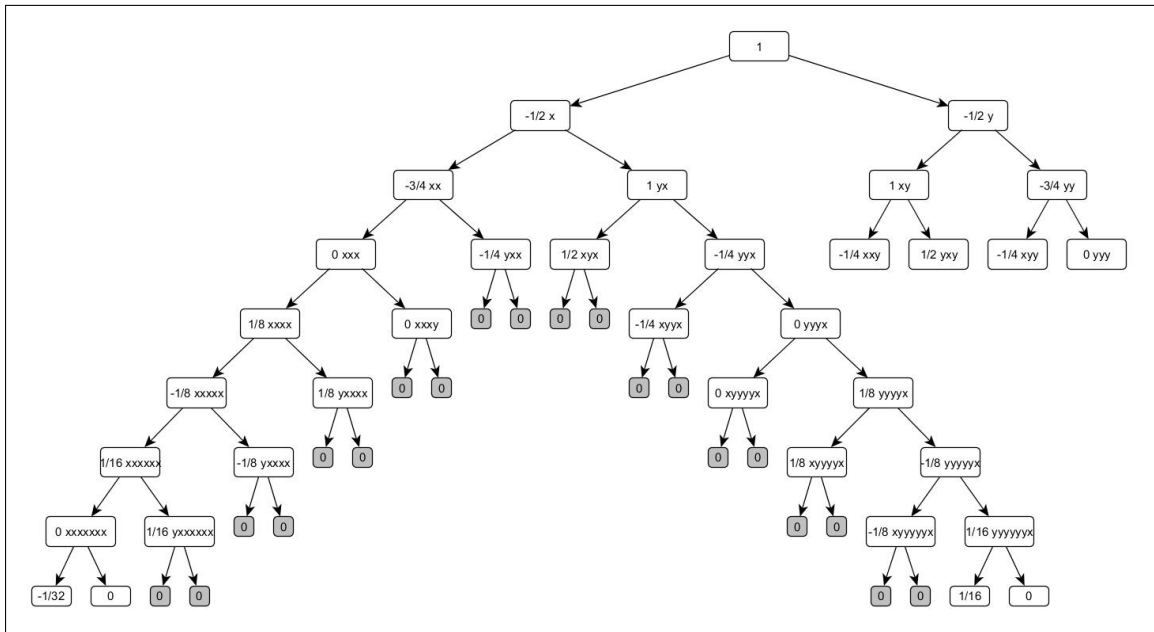 1
-1/2 x
-1/2 y
-3/4 xx
1 yx
1 xy
-3/4 yy
0 xxx
-1/4 yxx
1/2 xyx
-1/4 yyx
-1/4 xxy
1/2 yxy
-1/4 xyy
0 yyy
1/8 xxxx
0 xxxy
0
0
0
0
-1/4 xyyx
0 yyyx
-1/8 xxxxx
1/8 yxxxx
0
0
0
0
0 xyyyyx
1/8 yyyyx
1/16 xxxxxx
-1/8 yxxxx
0
0
0
0
1/8 xyyyyx
-1/8 yyyyyx
0 xxxxxxx
1/16 yxxxxxx
0
0
0
0
-1/8 xyyyyyx
1/16 yyyyyyx
-1/32
0
0
0
0
0
1/16
0